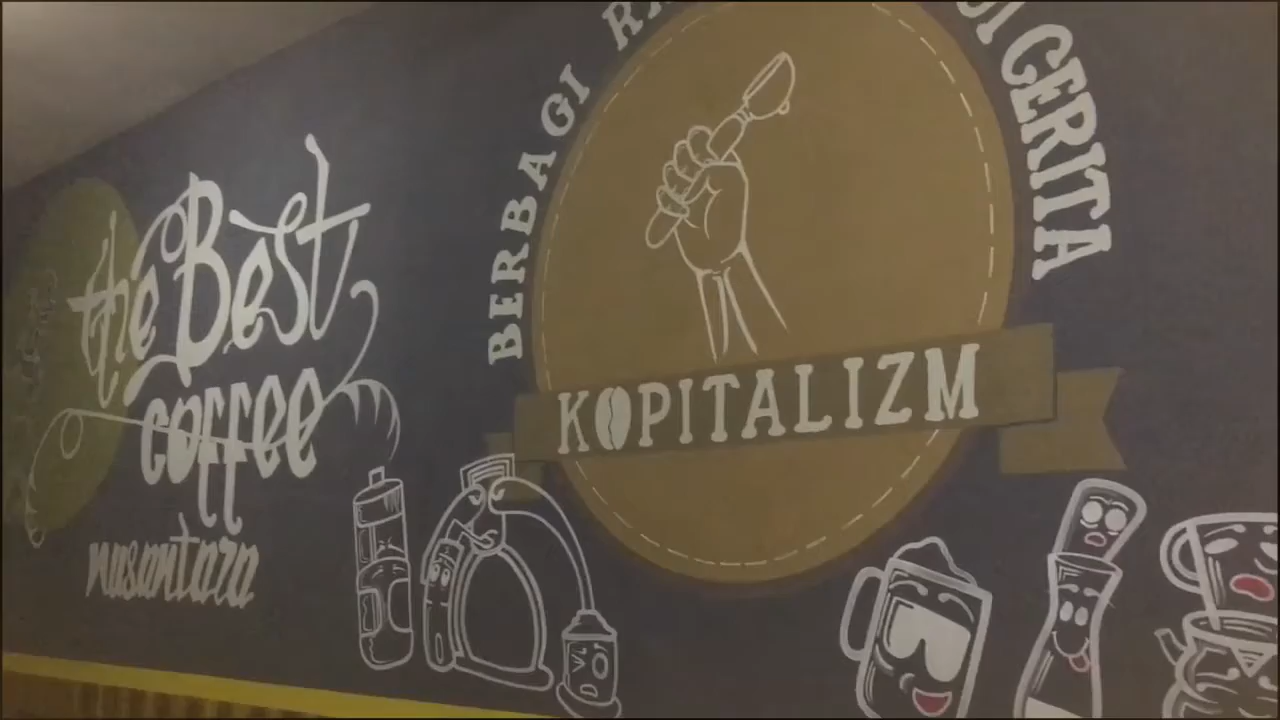 the Best
coffee
nusantara
BERBAGI
CERITA
KOPITALIZM